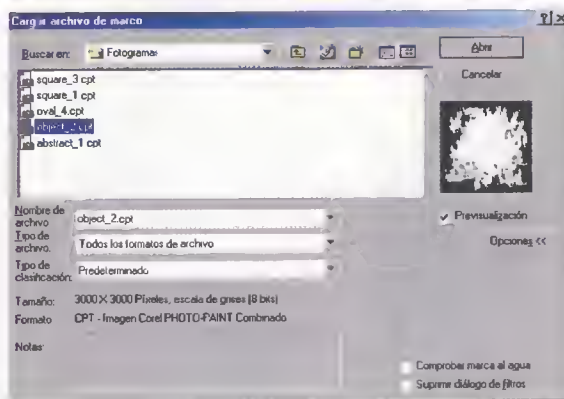 Cargar archivo de marco
Buscar en: Fotogramas
square_3.cpt
square_1.cpt
oval_4.cpt
object_2.cpt
abstract_1.cpt
Abrir
Cancelar
Previsualización
Opciones <<
Nombre de archivo: object_2.cpt
Tipo de archivo: Todos los formatos de archivo
Tipo de clasificación: Predeterminado
Tamaño: 3000 X 3000 Píxeles, escala de grises (8 bits)
Formato: CPT - Imagen Corel PHOTO-PAINT Combinado
Notas:
Comprobar marca al agua
Suprimir diálogo de filtros